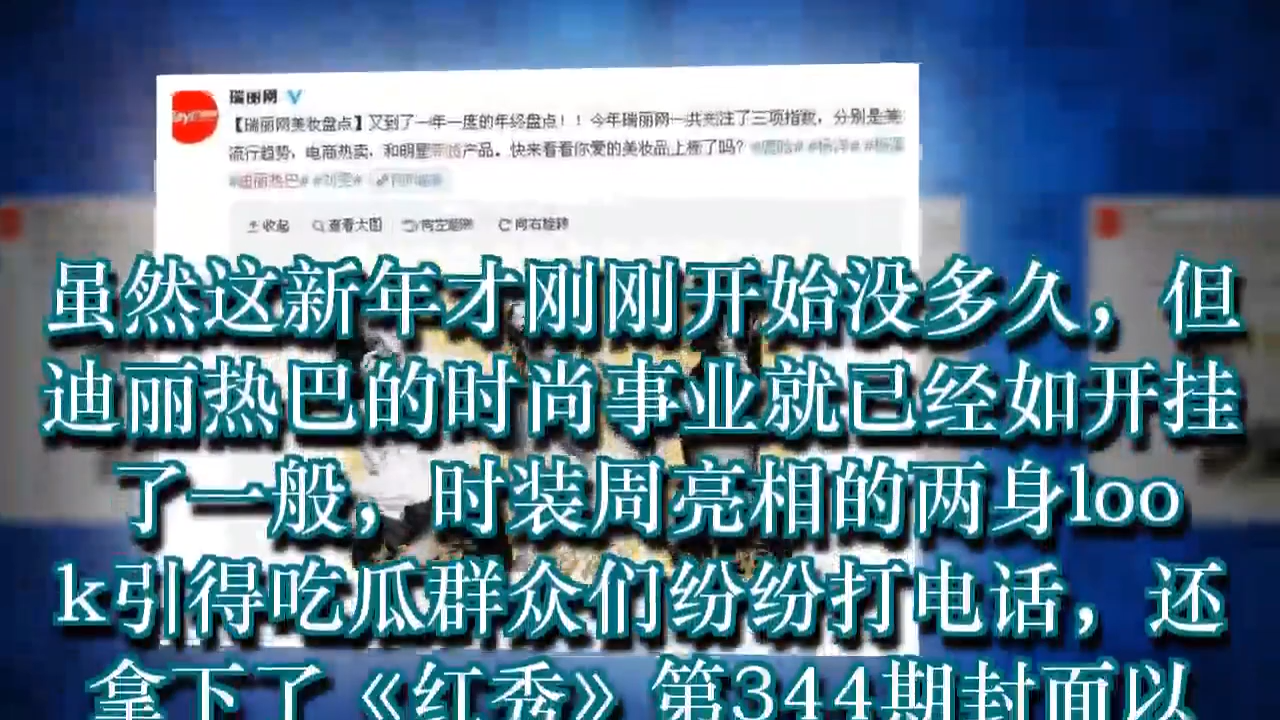 瑞丽网
【瑞丽网美妆盘点】又到了一年一度的年终盘点！！今年瑞丽网一共关注了三项指数，分别是美
流行趋势，电商热卖，和明星 产品。快来看看你爱的美妆品上榜了吗？
#迪丽热巴# #刘雯#
收起 查看大图 向左旋转 向右旋转
虽然这新年才刚刚开始没多久，但
迪丽热巴的时尚事业就已经如开挂
了一般，时装周亮相的两身loo
k引得吃瓜群众们纷纷打电话，还
拿下了《红秀》第344期封面以